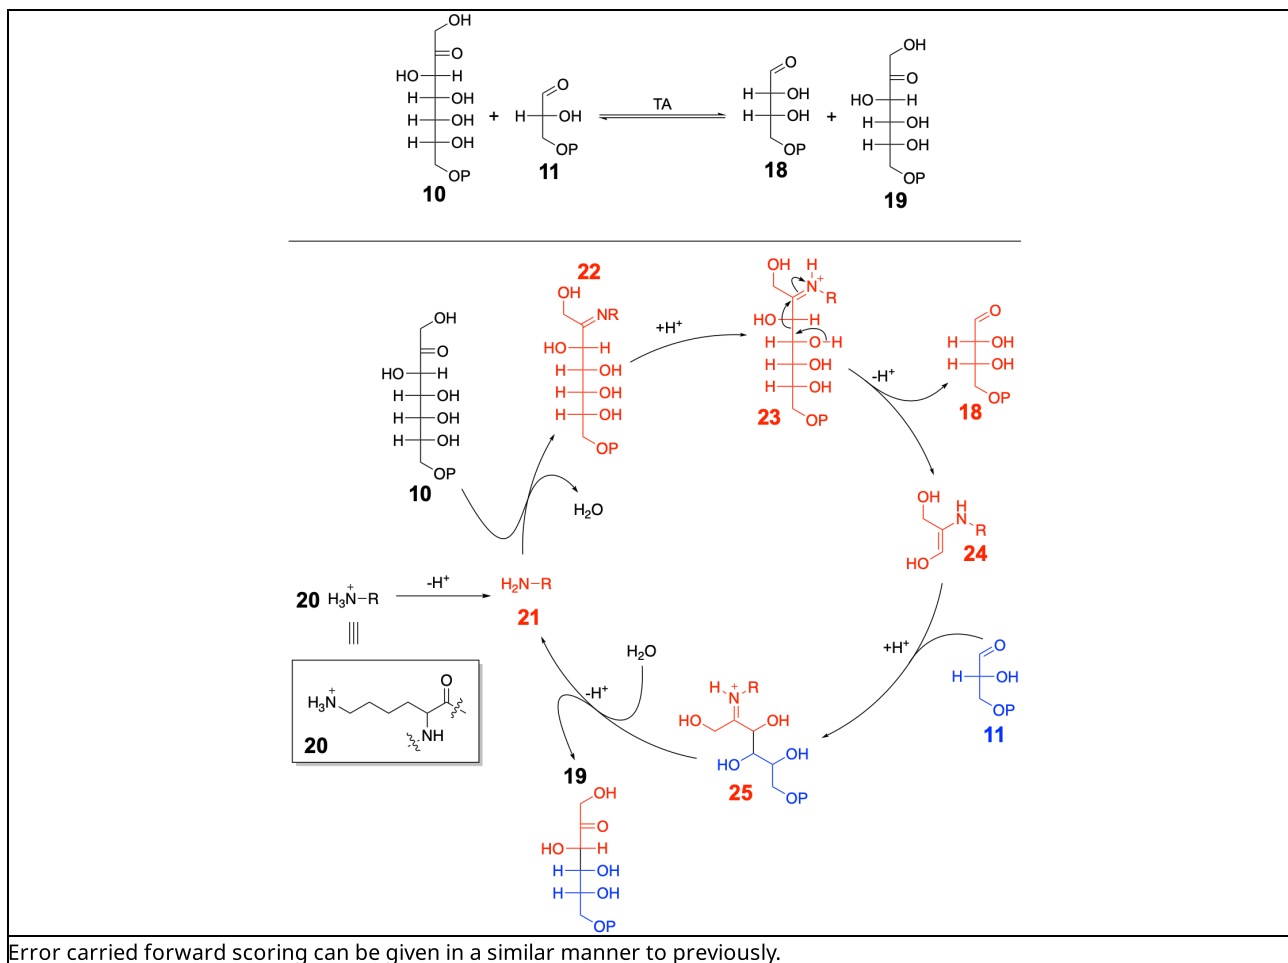 OH
O
HO H
H OH
H OH
H OH
OP
10
+
O
H OH
OP
11
TA
O
H OH
H OH
OP
18
+
OH
O
HO H
H OH
H OH
OP
19
22
OH
NR
HO H
H OH
H OH
H OH
OP
+H+
OH H
N+
R
HO H
H O-H
H OH
H OH
OP
23
-H+
O
H OH
H OH
OP
18
OH
O
HO H
H OH
H OH
H OH
OP
10
H2O
OH H
N
R
HO
24
20 H3N+-R
-H+
H2N-R
21
H3N+
O
NH
20
H2O
-H+
+H+
O
H OH
OP
11
H N+ R
HO OH
HO OH
OP
25
19
OH
O
HO H
H OH
H OH
OP
Error carried forward scoring can be given in a similar manner to previously.